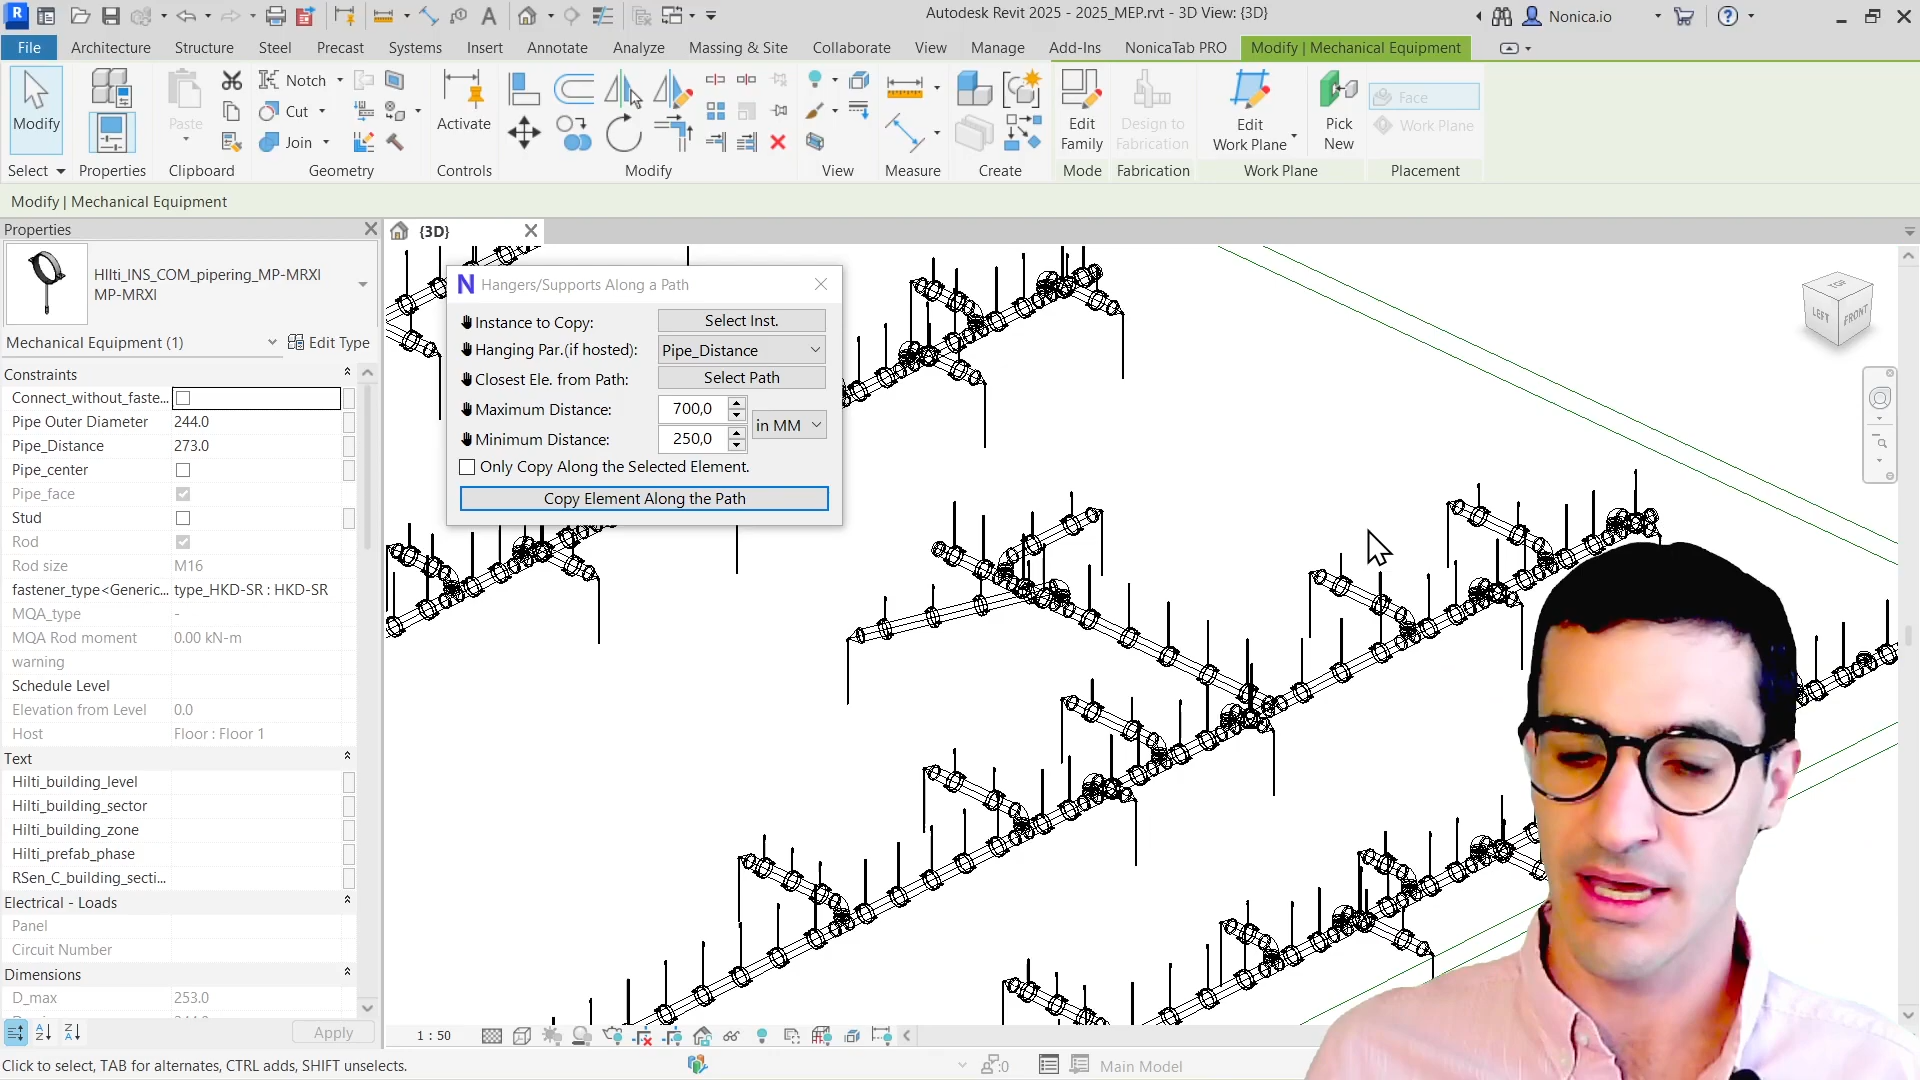 Autodesk Revit 2025 - 2025_MEP.rvt - 3D View: {3D}
Nonica.io
File
Architecture
Structure
Steel
Precast
Systems
Insert
Annotate
Analyze
Massing & Site
Collaborate
View
Manage
Add-Ins
NonicaTab PRO
Modify | Mechanical Equipment
Modify
Paste
Notch
Cut
Join
Activate
Edit Family
Design to Fabrication
Edit Work Plane
Pick New
Face
Work Plane
Select
Properties
Clipboard
Geometry
Controls
Modify
View
Measure
Create
Mode
Fabrication
Work Plane
Placement
Modify | Mechanical Equipment
Properties
HIlti_INS_COM_pipering_MP-MRXI
MP-MRXI
Mechanical Equipment (1)
Edit Type
Constraints
Connect_without_faste...
Pipe Outer Diameter 244.0
Pipe_Distance 273.0
Pipe_center
Pipe_face
Stud
Rod
Rod size M16
fastener_type<Generic... type_HKD-SR : HKD-SR
MQA_type -
MQA Rod moment 0.00 kN-m
warning
Schedule Level
Elevation from Level 0.0
Host Floor : Floor 1
Text
Hilti_building_level
Hilti_building_sector
Hilti_building_zone
Hilti_prefab_phase
RSen_C_building_secti...
Electrical - Loads
Panel
Circuit Number
Dimensions
D_max 253.0
Apply
{3D}
N Hangers/Supports Along a Path
Instance to Copy: Select Inst.
Hanging Par.(if hosted): Pipe_Distance
Closest Ele. from Path: Select Path
Maximum Distance: 700,0
in MM
Minimum Distance: 250,0
Only Copy Along the Selected Element.
Copy Element Along the Path
TOP
LEFT
FRONT
1 : 50
Click to select, TAB for alternates, CTRL adds, SHIFT unselects.
:0
Main Model